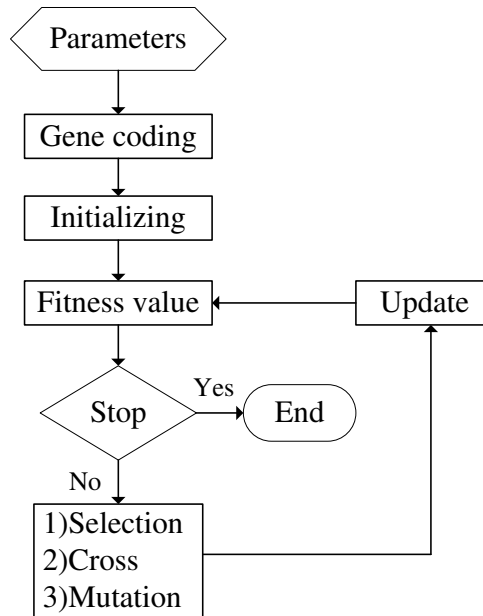 Parameters
Gene coding
Initializing
Fitness value
Update
Stop
Yes
End
No
1)Selection
2)Cross
3)Mutation